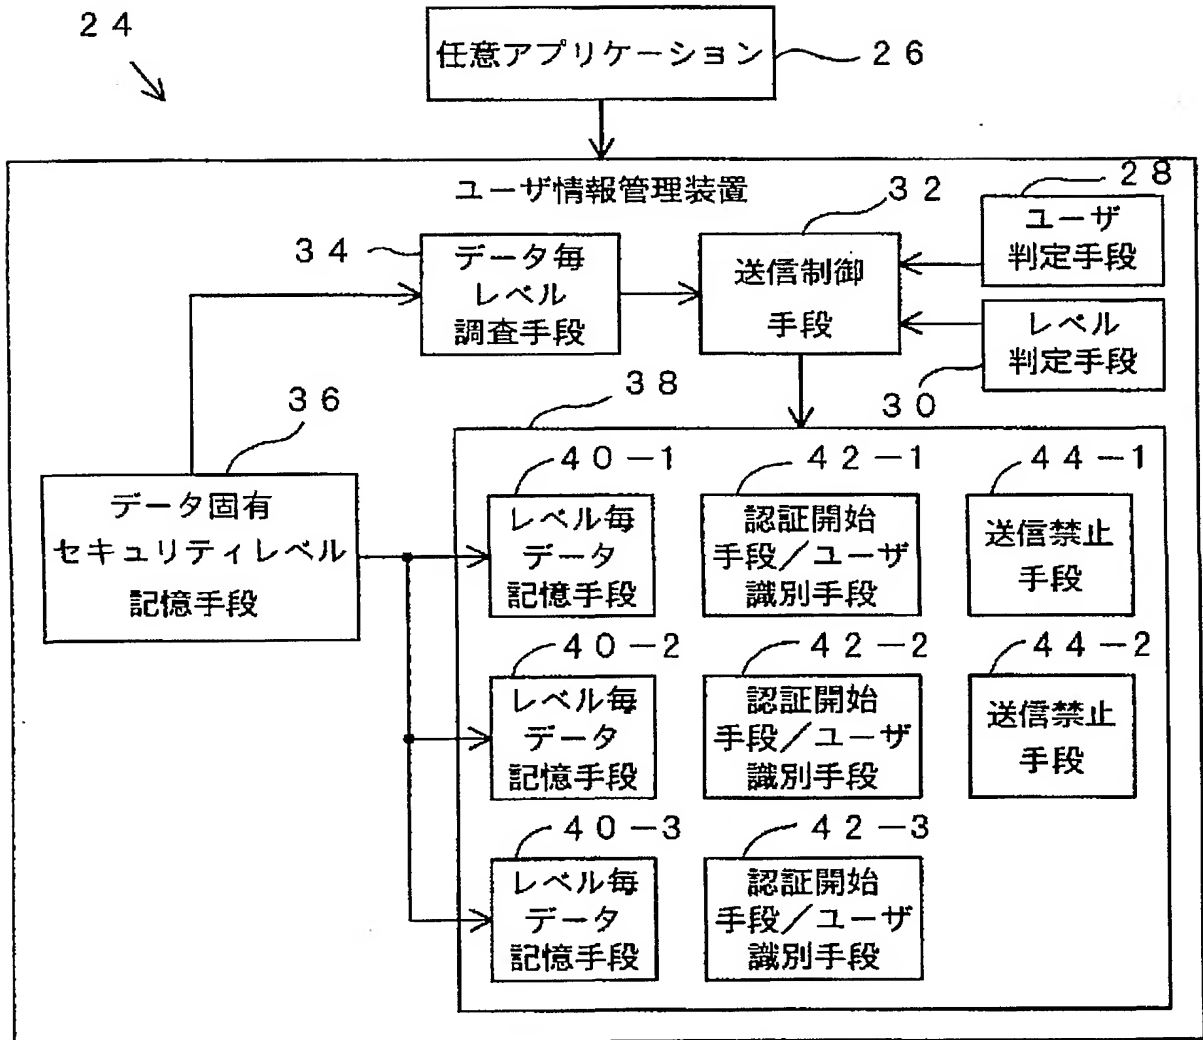 ２４
任意アプリケーション
２６
ユーザ情報管理装置
３２
２８
３４
データ毎
レベル
調査手段
送信制御
手段
ユーザ
判定手段
レベル
判定手段
３０
３６
３８
データ固有
セキュリティレベル
記憶手段
４０－１
４２－１
４４－１
レベル毎
データ
記憶手段
認証開始
手段／ユーザ
識別手段
送信禁止
手段
４０－２
４２－２
４４－２
レベル毎
データ
記憶手段
認証開始
手段／ユーザ
識別手段
送信禁止
手段
４０－３
４２－３
レベル毎
データ
記憶手段
認証開始
手段／ユーザ
識別手段